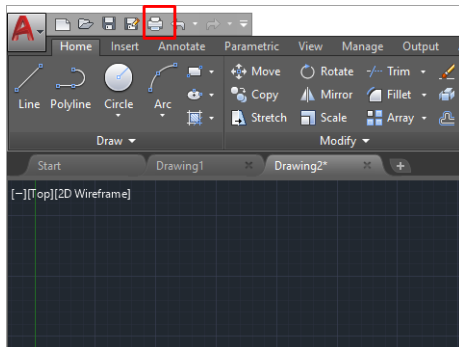 A
Home Insert Annotate Parametric View Manage Output
Move Rotate Trim
Line Polyline Circle Arc Copy Mirror Fillet
Stretch Scale Array
Draw Modify
Start Drawing1 Drawing2*
[−][Top][2D Wireframe]